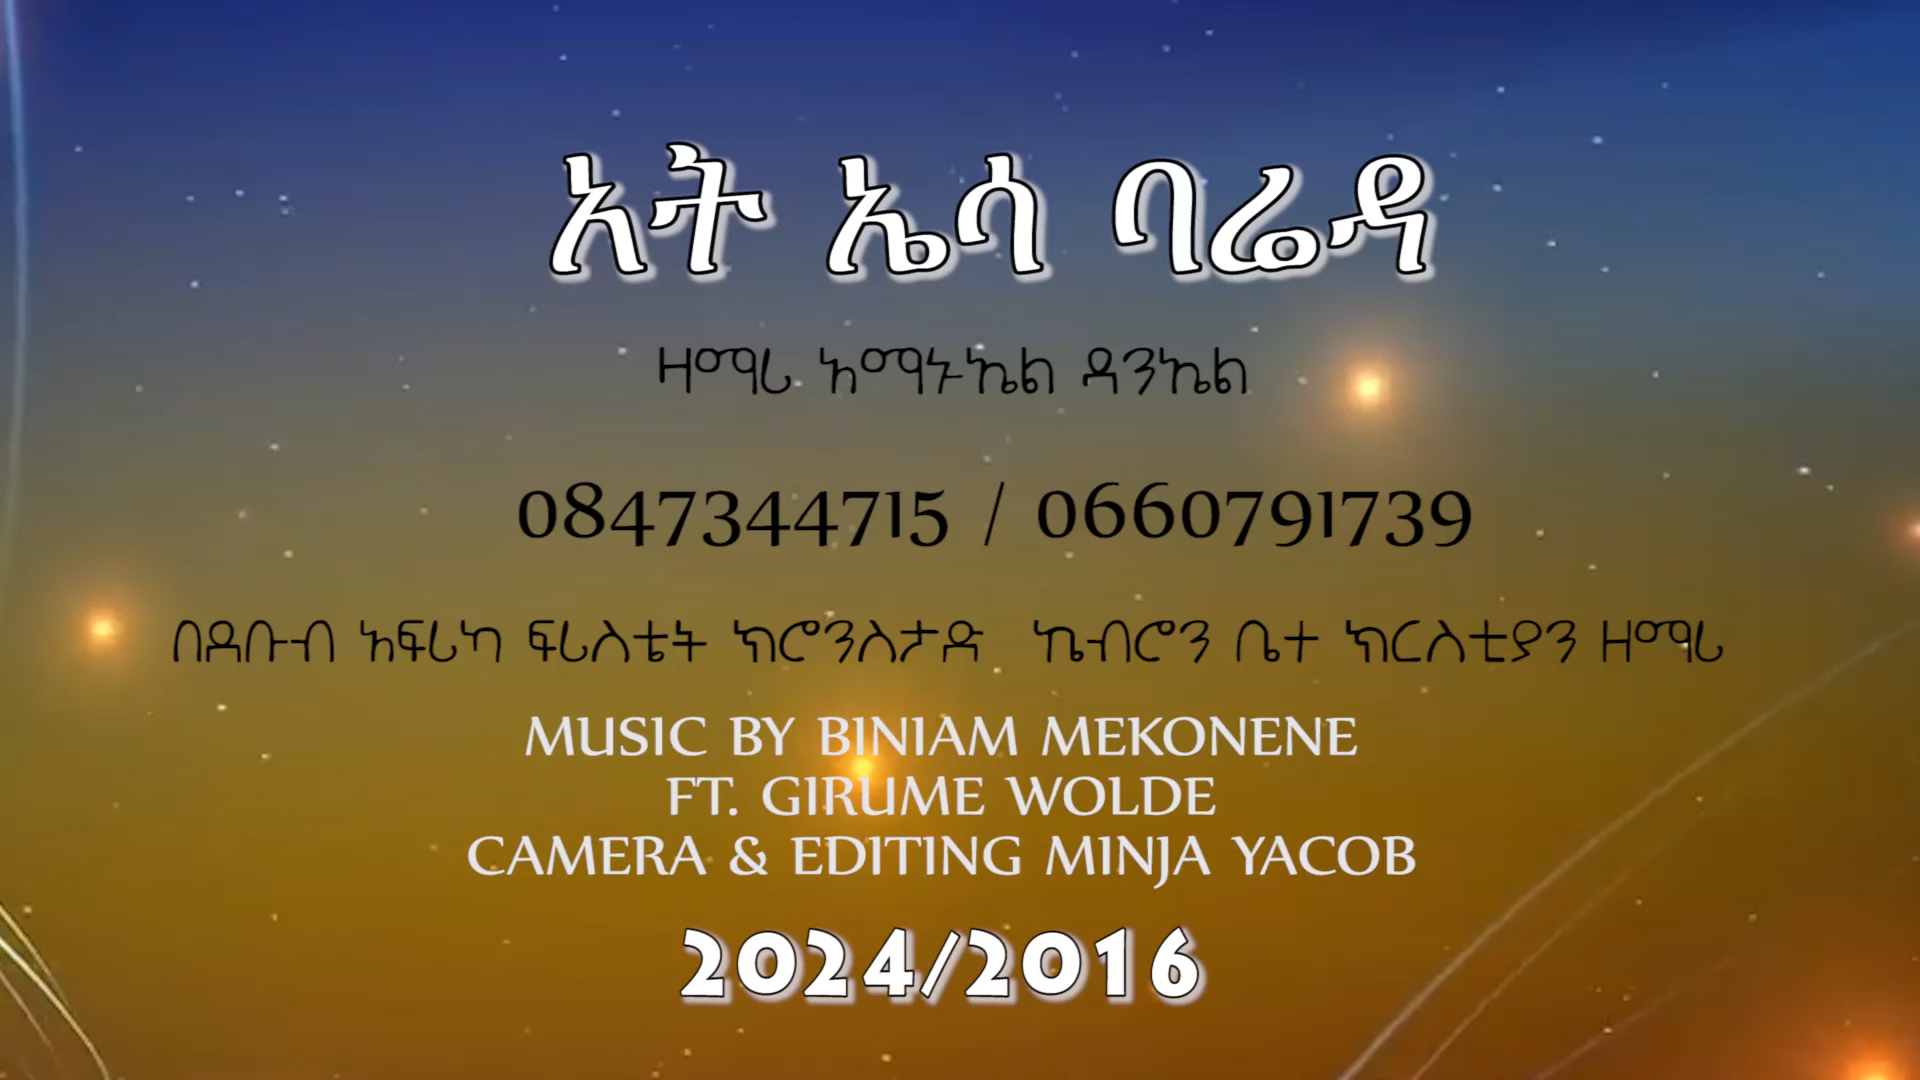 አት ኤሳ ባሬዳ
ዘማሪ አማኑኤል ዳንኤል
0847344715 / 0660791739
በደቡብ አፍሪካ ፍሪስቴት ክሮንስታድ ኬብሮን ቤተ ክርስቲያን ዘማሪ
MUSIC BY BINIAM MEKONENE
FT. GIRUME WOLDE
CAMERA & EDITING MINJA YACOB
2024/2016